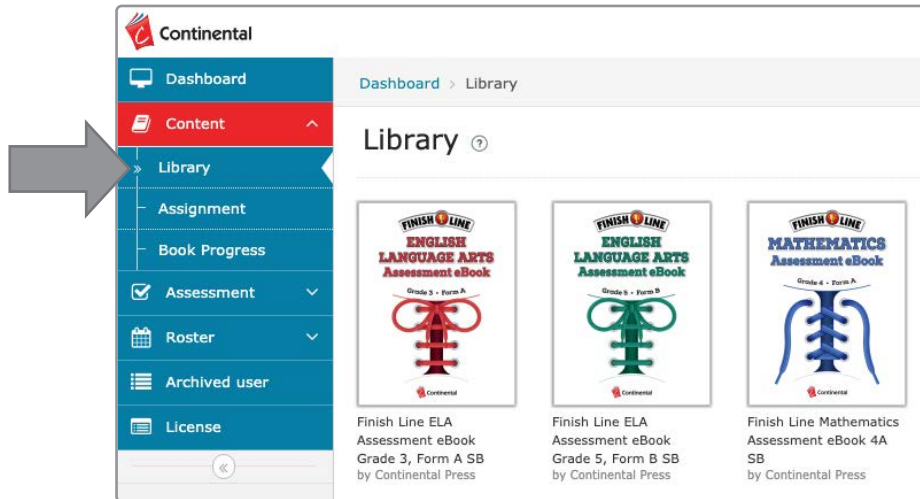 Continental
Dashboard
Content
Library
Assignment
Book Progress
Assessment
Roster
Archived user
License
Dashboard > Library
Library
FINISH LINE
ENGLISH
LANGUAGE ARTS
Assessment eBook
Grade 3 • Form A
Continental
Finish Line ELA
Assessment eBook
Grade 3, Form A SB
by Continental Press
FINISH LINE
ENGLISH
LANGUAGE ARTS
Assessment eBook
Grade 5 • Form B
Continental
Finish Line ELA
Assessment eBook
Grade 5, Form B SB
by Continental Press
FINISH LINE
MATHEMATICS
Assessment eBook
Grade 4 • Form A
Continental
Finish Line Mathematics
Assessment eBook 4A
SB
by Continental Press